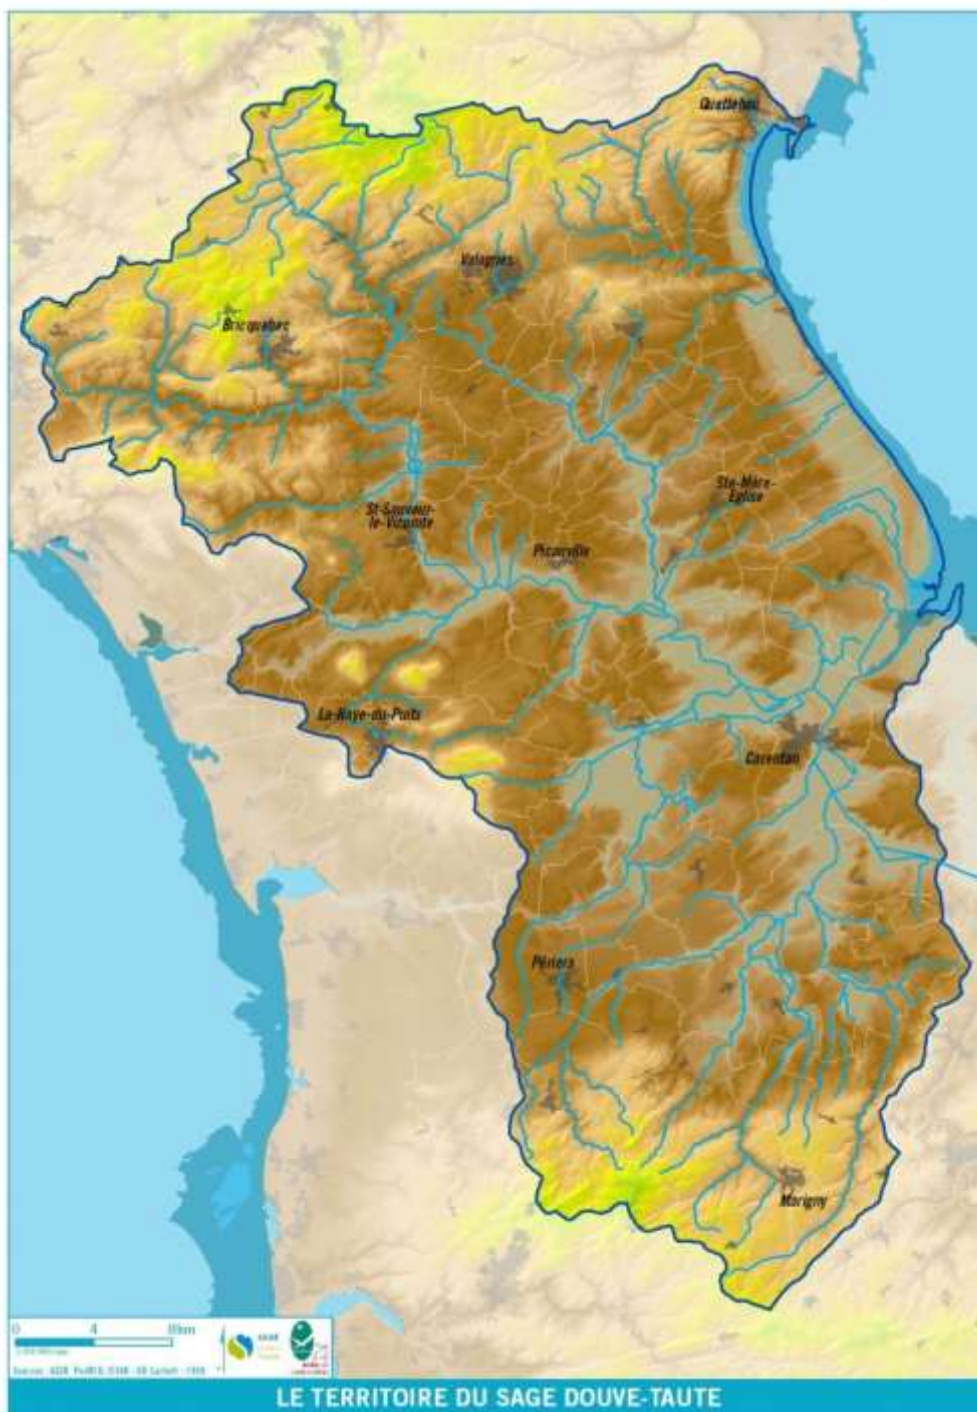 Quettehou
Valognes
Bricquebec
Ste-Mère-
Eglise
St-Sauveur-
le-Vicomte
Picauville
La-Haye-du-Puits
Carentan
Périers
Marigny
0 4 8km
LE TERRITOIRE DU SAGE DOUVE-TAUTE